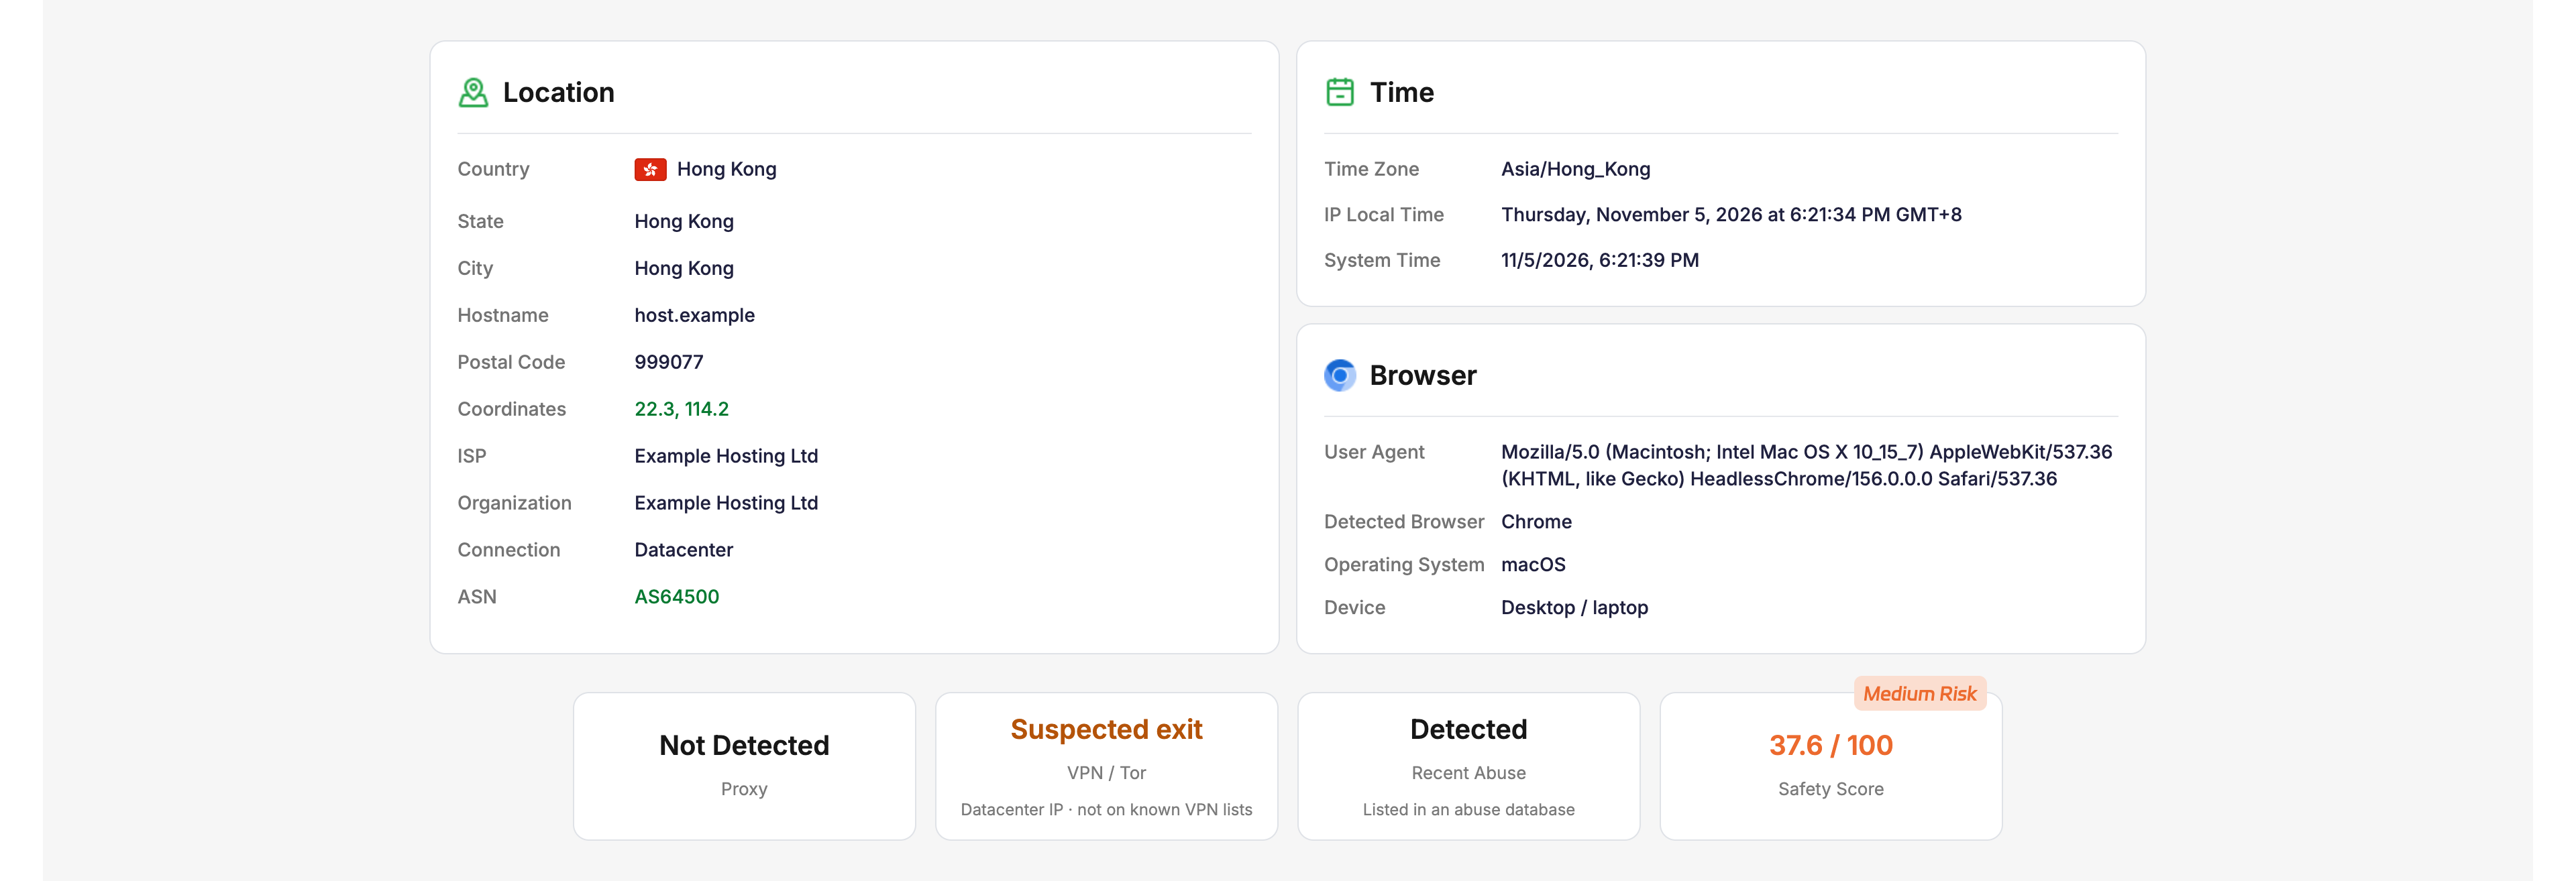 Location
Country Hong Kong
State Hong Kong
City Hong Kong
Hostname host.example
Postal Code 999077
Coordinates 22.3, 114.2
ISP Example Hosting Ltd
Organization Example Hosting Ltd
Connection Datacenter
ASN AS64500
Time
Time Zone Asia/Hong_Kong
IP Local Time Thursday, November 5, 2026 at 6:21:34 PM GMT+8
System Time 11/5/2026, 6:21:39 PM
Browser
User Agent Mozilla/5.0 (Macintosh; Intel Mac OS X 10_15_7) AppleWebKit/537.36
(KHTML, like Gecko) HeadlessChrome/156.0.0.0 Safari/537.36
Detected Browser Chrome
Operating System macOS
Device Desktop / laptop
Not Detected
Proxy
Suspected exit
VPN / Tor
Datacenter IP · not on known VPN lists
Detected
Recent Abuse
Listed in an abuse database
Medium Risk
37.6 / 100
Safety Score